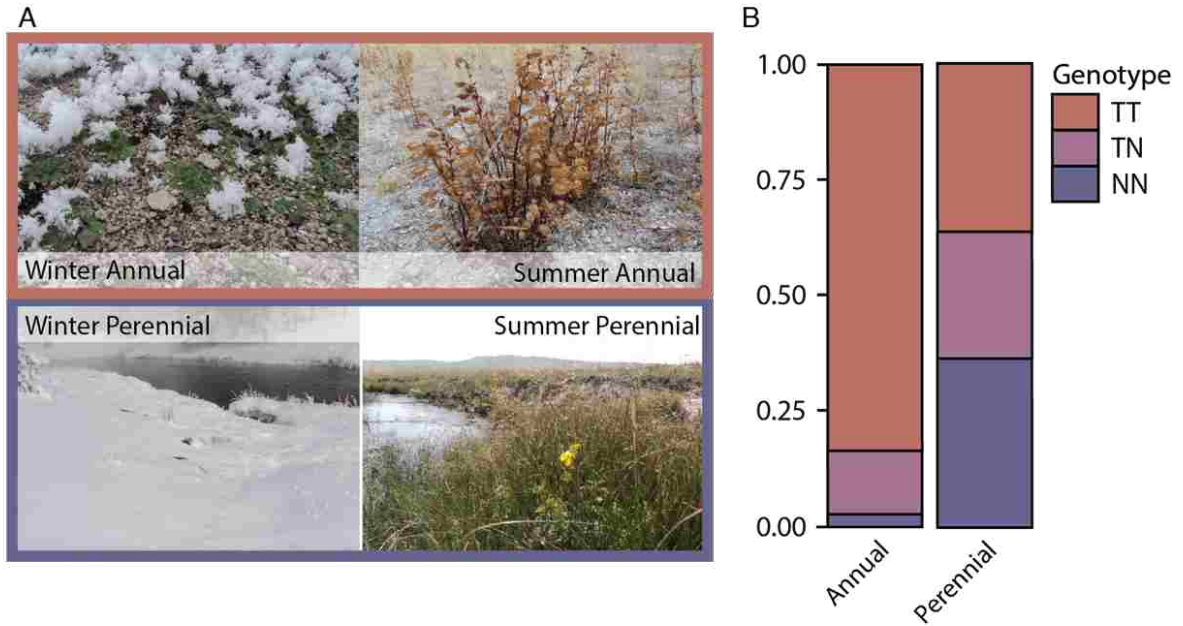 A
Winter Annual
Summer Annual
Winter Perennial
Summer Perennial
B
1.00
0.75
0.50
0.25
0.00
Annual
Perennial
Genotype
TT
TN
NN